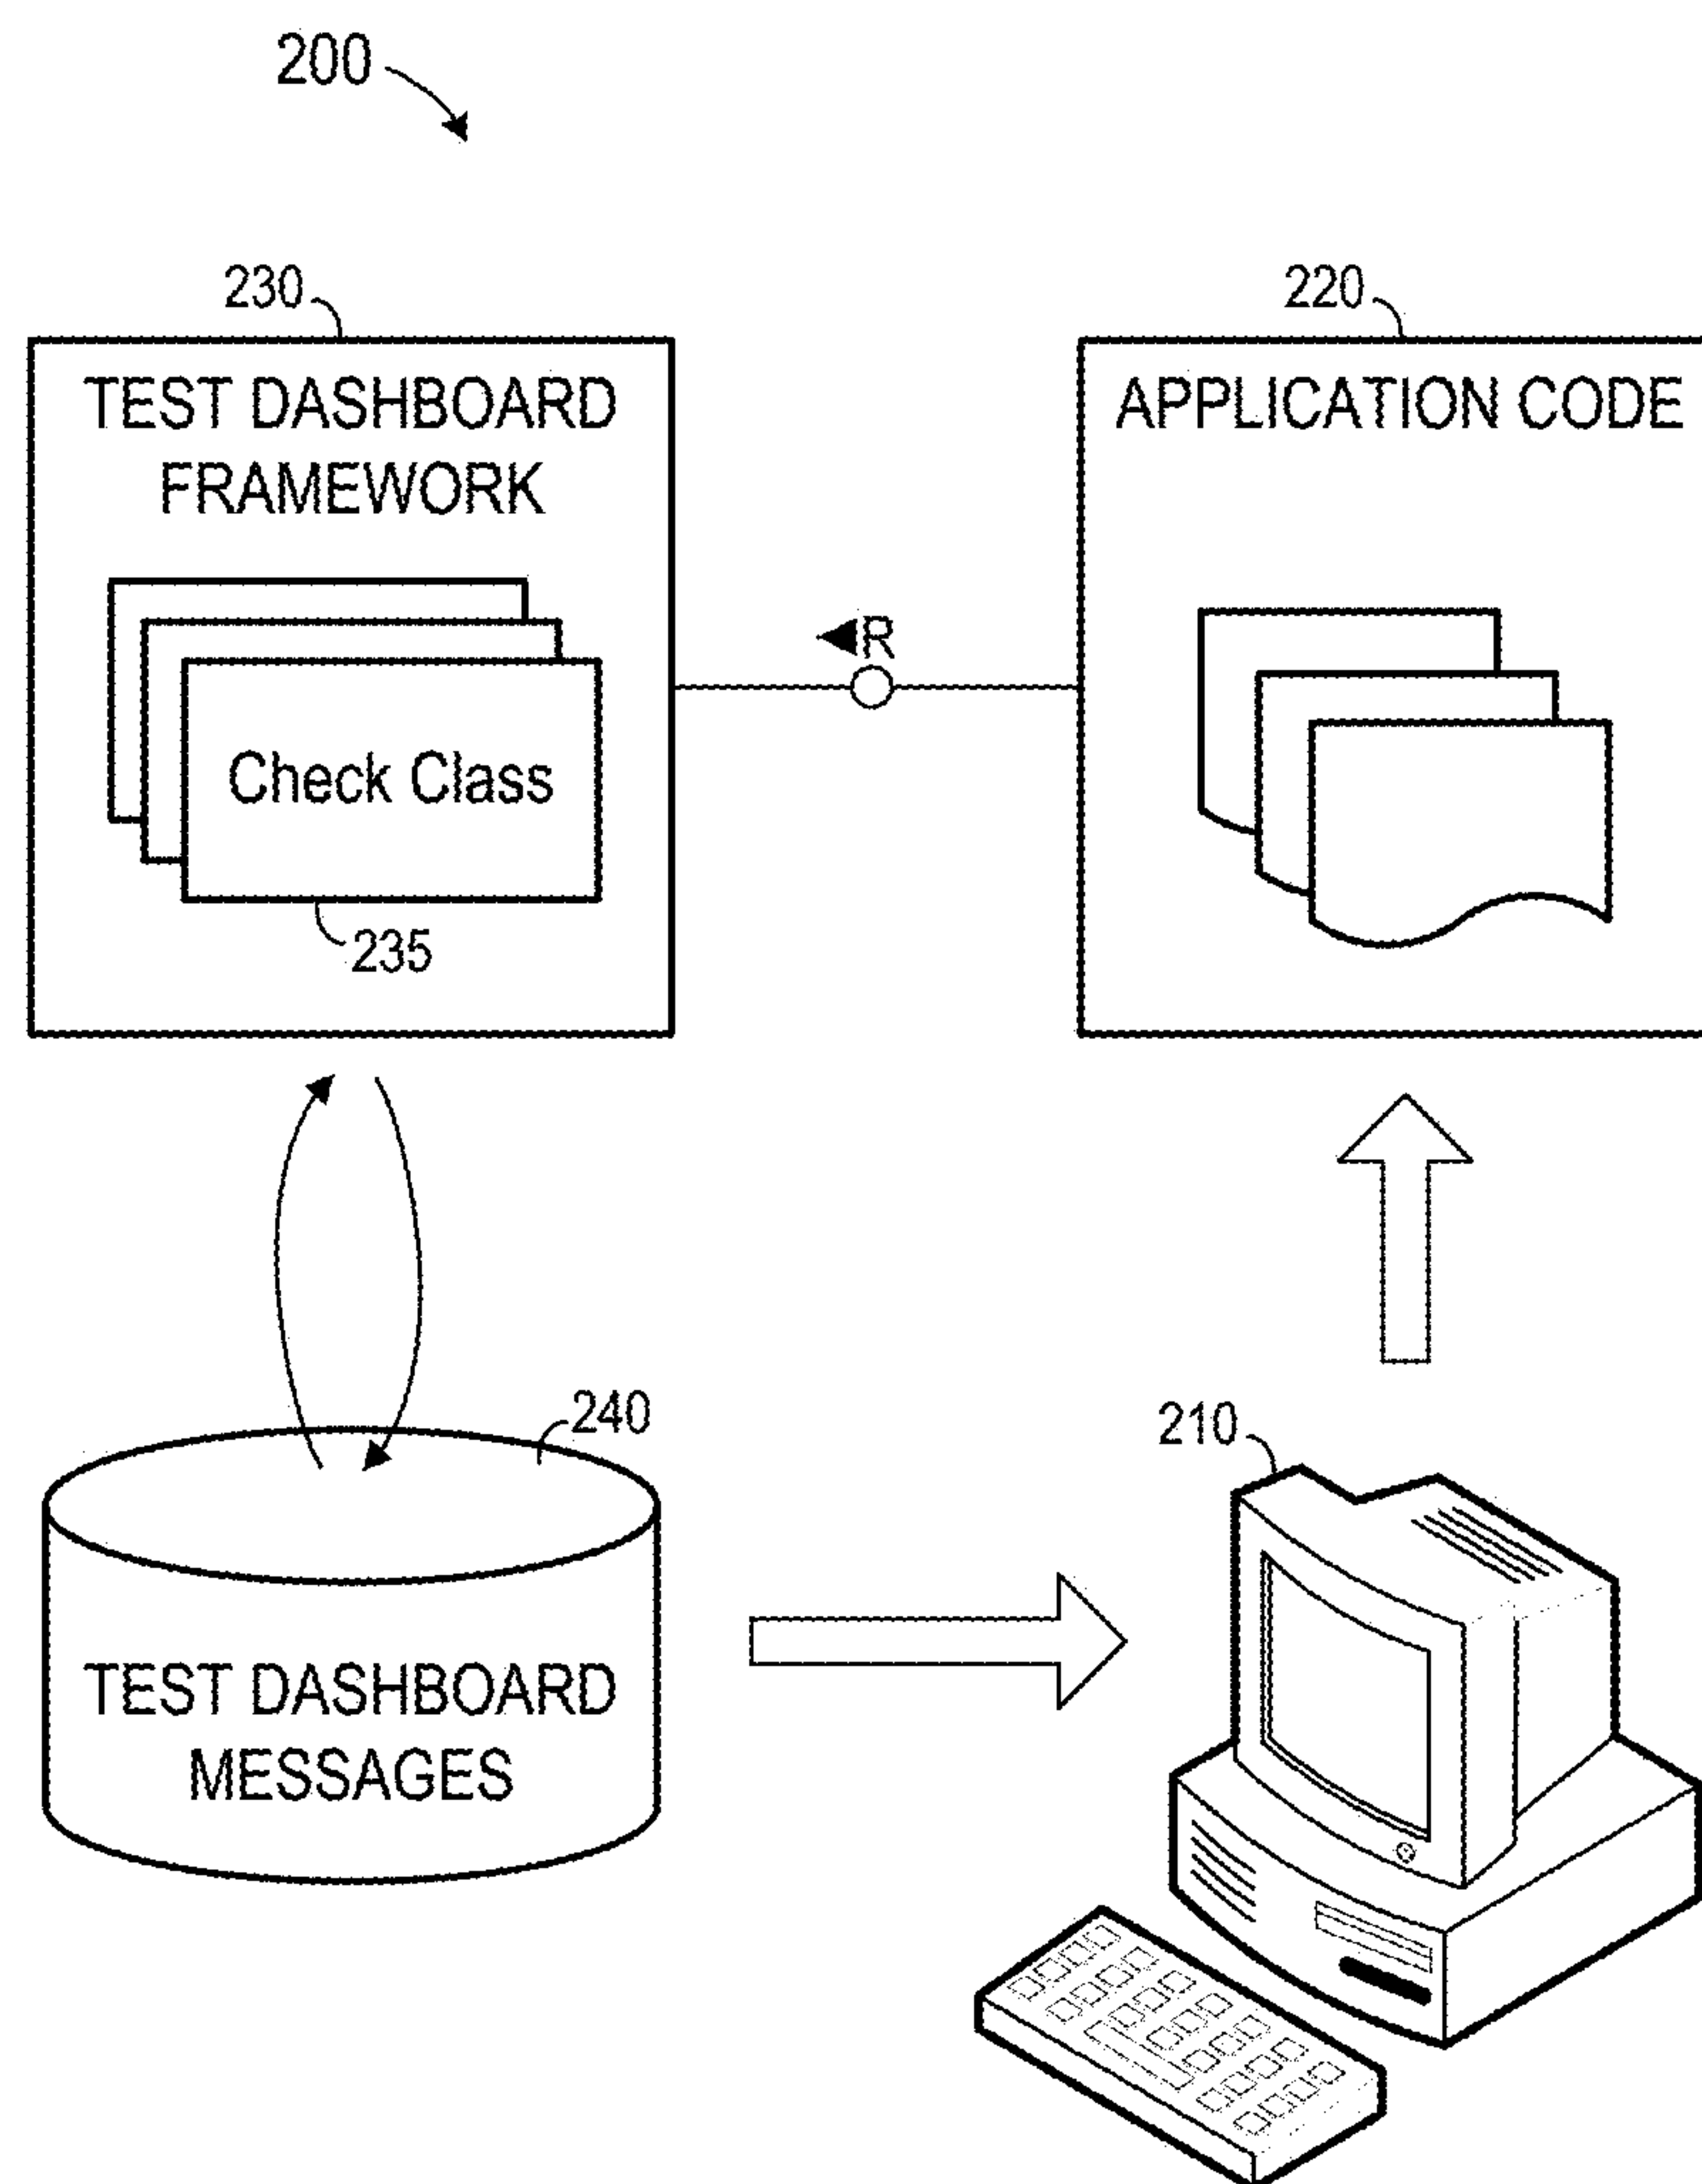 200
230
220
TEST DASHBOARD
FRAMEWORK
APPLICATION CODE
R
Check Class
235
240
210
TEST DASHBOARD
MESSAGES